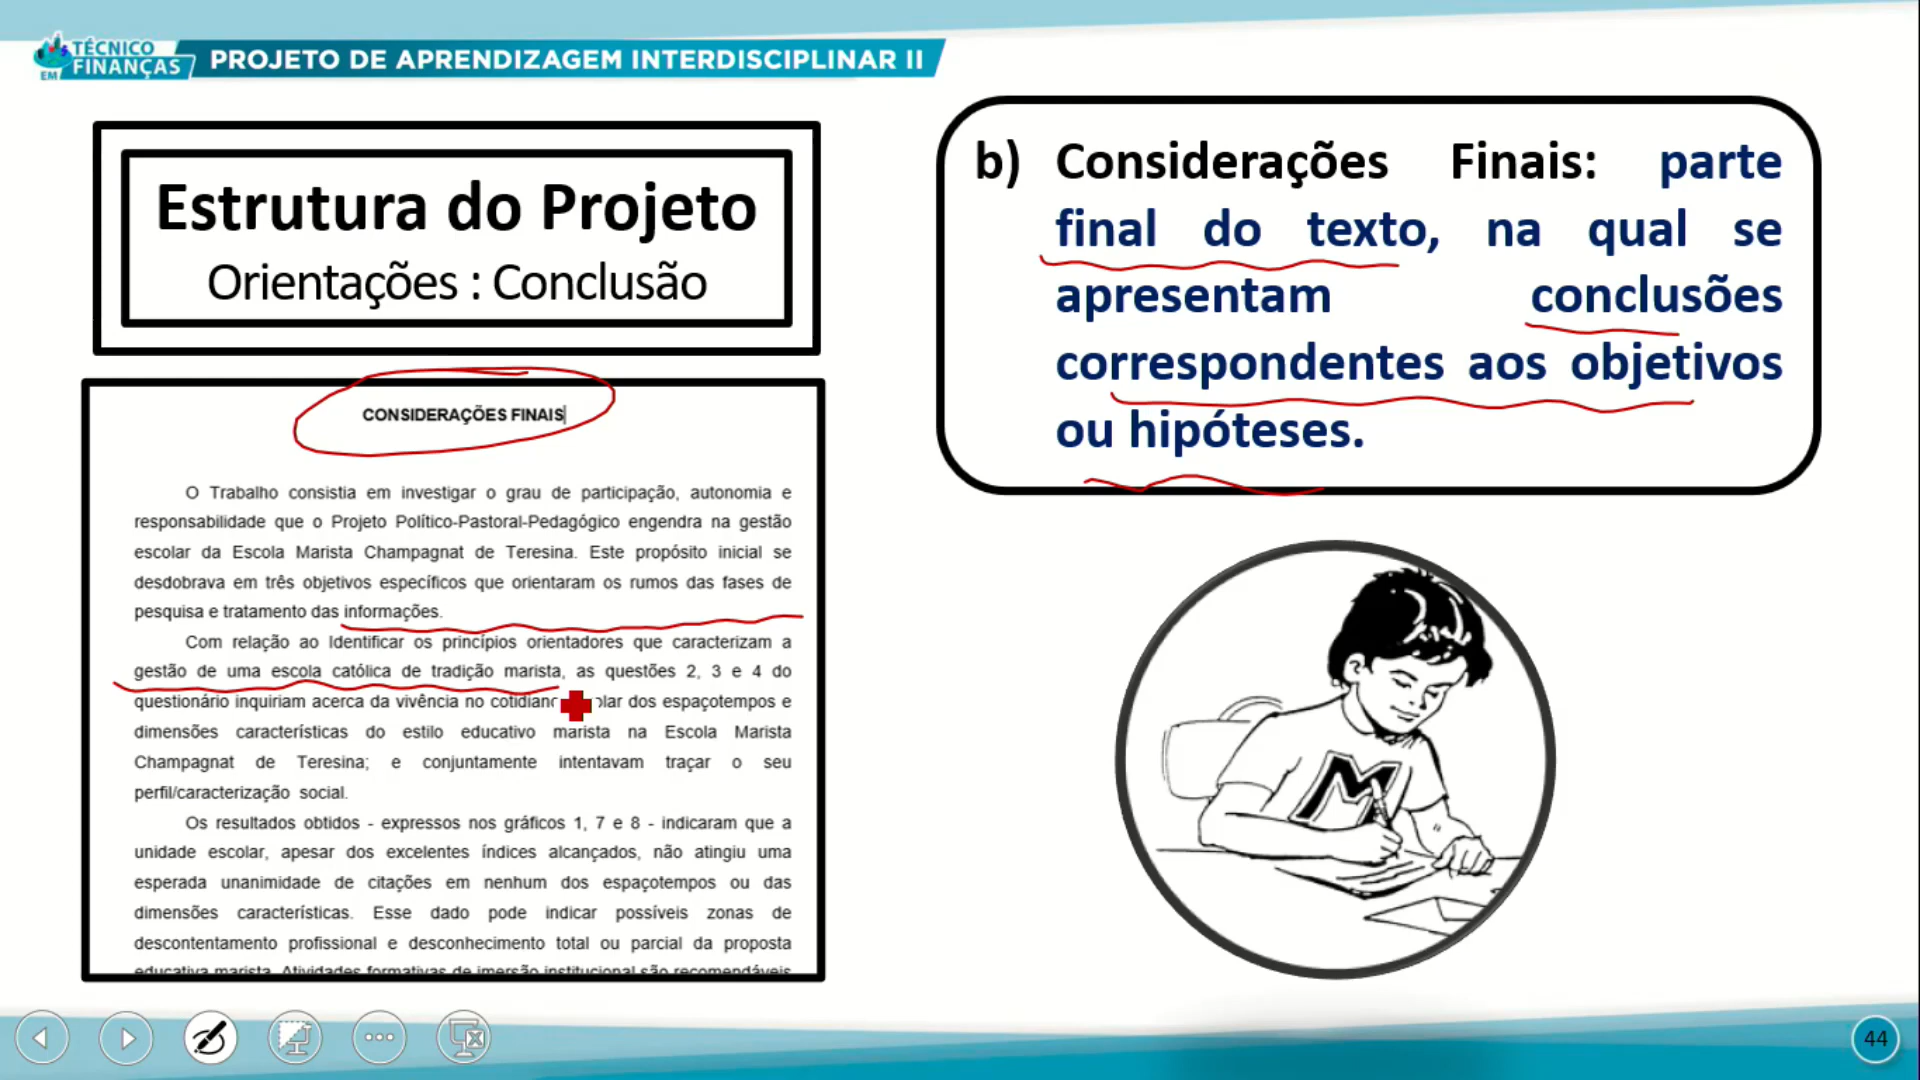 TÉCNICO
EM FINANÇAS
PROJETO DE APRENDIZAGEM INTERDISCIPLINAR II
Estrutura do Projeto
Orientações : Conclusão
CONSIDERAÇÕES FINAIS
O Trabalho consistia em investigar o grau de participação, autonomia e
responsabilidade que o Projeto Político-Pastoral-Pedagógico engendra na gestão
escolar da Escola Marista Champagnat de Teresina. Este propósito inicial se
desdobrava em três objetivos específicos que orientaram os rumos das fases de
pesquisa e tratamento das informações.
Com relação ao Identificar os princípios orientadores que caracterizam a
gestão de uma escola católica de tradição marista, as questões 2, 3 e 4 do
questionário inquiriam acerca da vivência no dos espaçotempos e
dimensões características do estilo educativo marista na Escola Marista
Champagnat de Teresina; e conjuntamente intentavam traçar o seu
perfil/caracterização social.
Os resultados obtidos - expressos nos gráficos 1, 7 e 8 - indicaram que a
unidade escolar, apesar dos excelentes índices alcançados, não atingiu uma
esperada unanimidade de citações em nenhum dos espaçotempos ou das
dimensões características. Esse dado pode indicar possíveis zonas de
descontentamento profissional e desconhecimento total ou parcial da proposta
educativa marista. Atividades formativas de imersão institucional são recomendáveis
b) Considerações Finais: parte
final do texto, na qual se
apresentam conclusões
correspondentes aos objetivos
ou hipóteses.
M
44